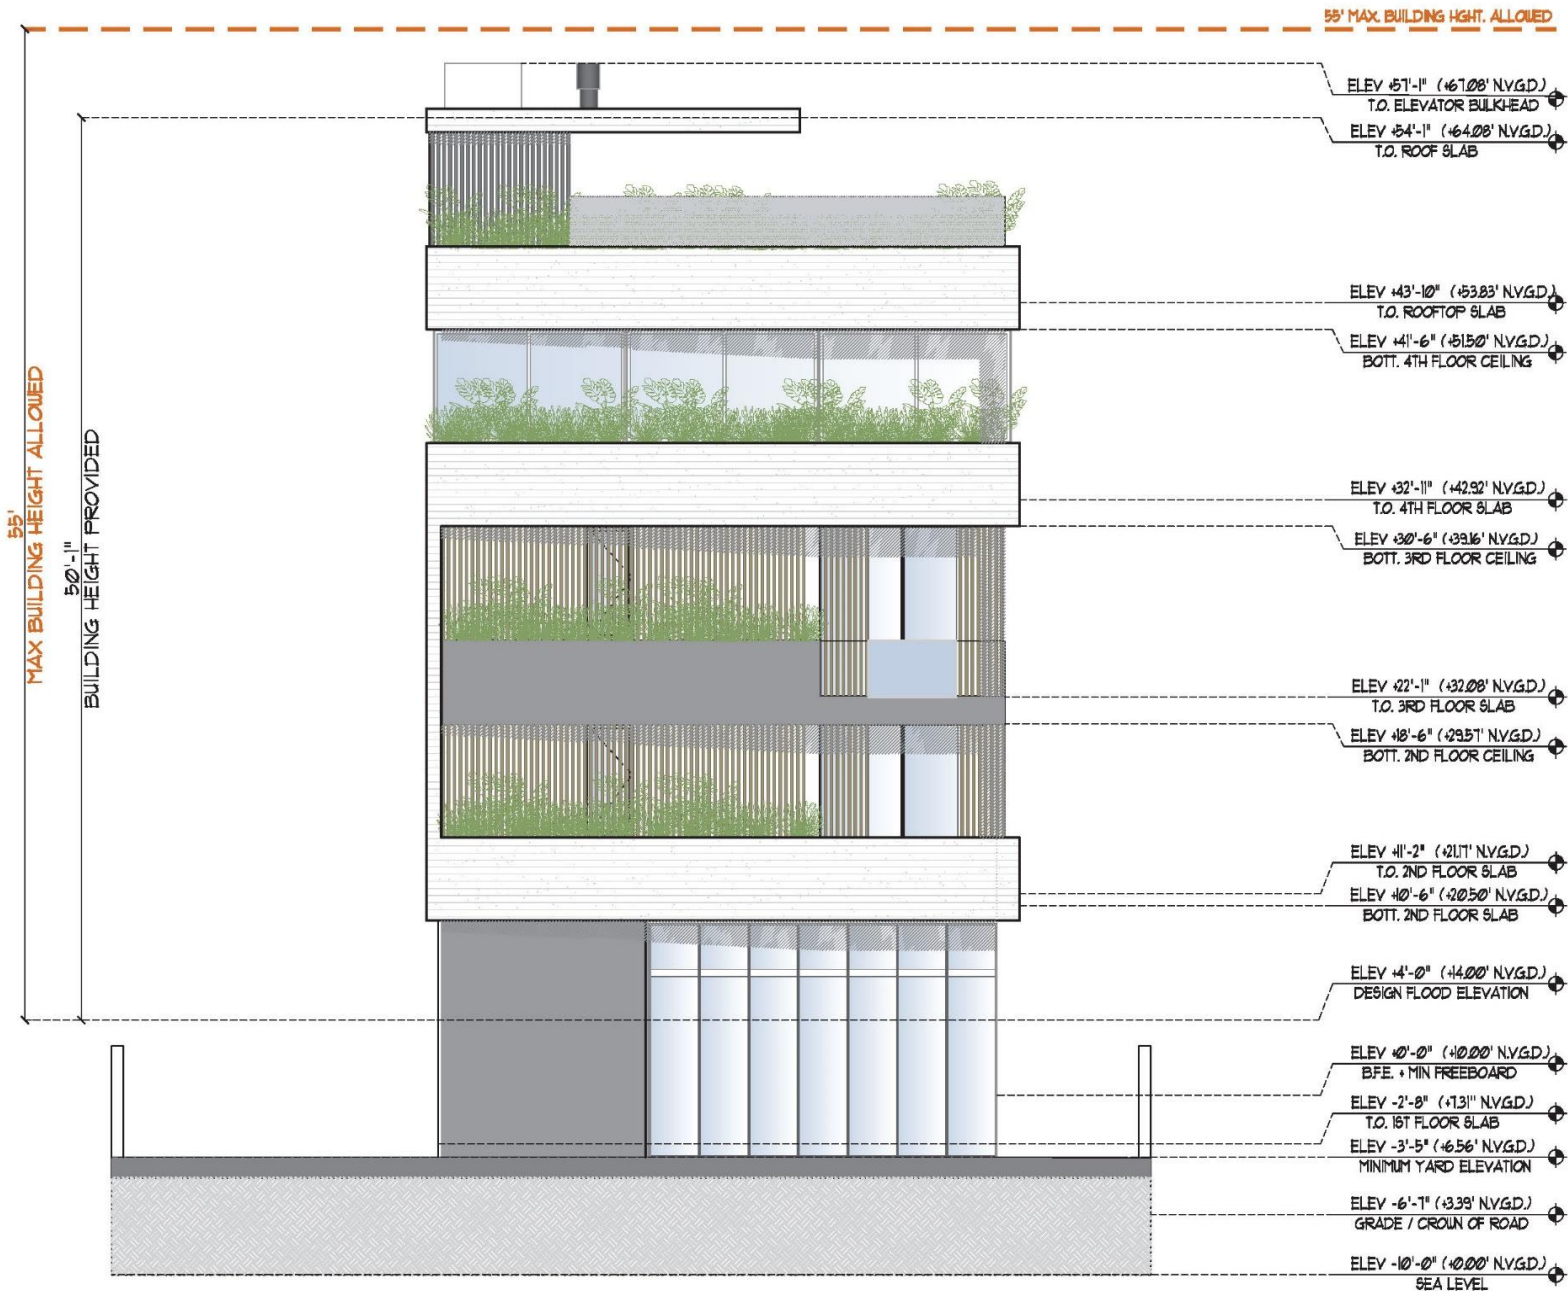 55' MAX. BUILDING HGHT. ALLOWED
ELEV +57'-1" (+67.08' N.V.G.D.)
T.O. ELEVATOR BULKHEAD
ELEV +54'-1" (+64.08' N.V.G.D.)
T.O. ROOF SLAB
ELEV +43'-10" (+53.83' N.V.G.D.)
T.O. ROOFTOP SLAB
ELEV +41'-6" (+51.50' N.V.G.D.)
BOTT. 4TH FLOOR CEILING
55'
MAX BUILDING HEIGHT ALLOWED
50'-1"
BUILDING HEIGHT PROVIDED
ELEV +32'-11" (+42.92' N.V.G.D.)
T.O. 4TH FLOOR SLAB
ELEV +30'-6" (+39.16' N.V.G.D.)
BOTT. 3RD FLOOR CEILING
ELEV +22'-1" (+32.08' N.V.G.D.)
T.O. 3RD FLOOR SLAB
ELEV +18'-6" (+29.57' N.V.G.D.)
BOTT. 2ND FLOOR CEILING
ELEV +11'-2" (+21.17' N.V.G.D.)
T.O. 2ND FLOOR SLAB
ELEV +10'-6" (+20.50' N.V.G.D.)
BOTT. 2ND FLOOR SLAB
ELEV +4'-0" (+14.00' N.V.G.D.)
DESIGN FLOOD ELEVATION
ELEV +0'-0" (+10.00' N.V.G.D.)
B.F.E. + MIN FREEBOARD
ELEV -2'-8" (+7.31' N.V.G.D.)
T.O. 1ST FLOOR SLAB
ELEV -3'-5" (+6.56' N.V.G.D.)
MINIMUM YARD ELEVATION
ELEV -6'-7" (+3.39' N.V.G.D.)
GRADE / CROWN OF ROAD
ELEV -10'-0" (+0.00' N.V.G.D.)
SEA LEVEL